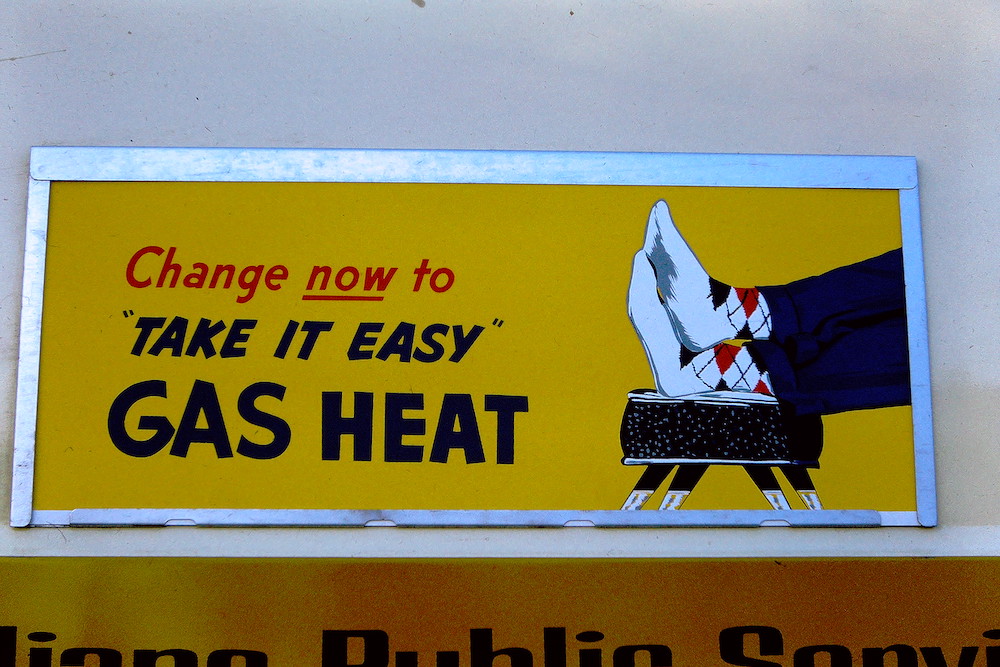 Change now to
"TAKE IT EASY"
GAS HEAT
Public